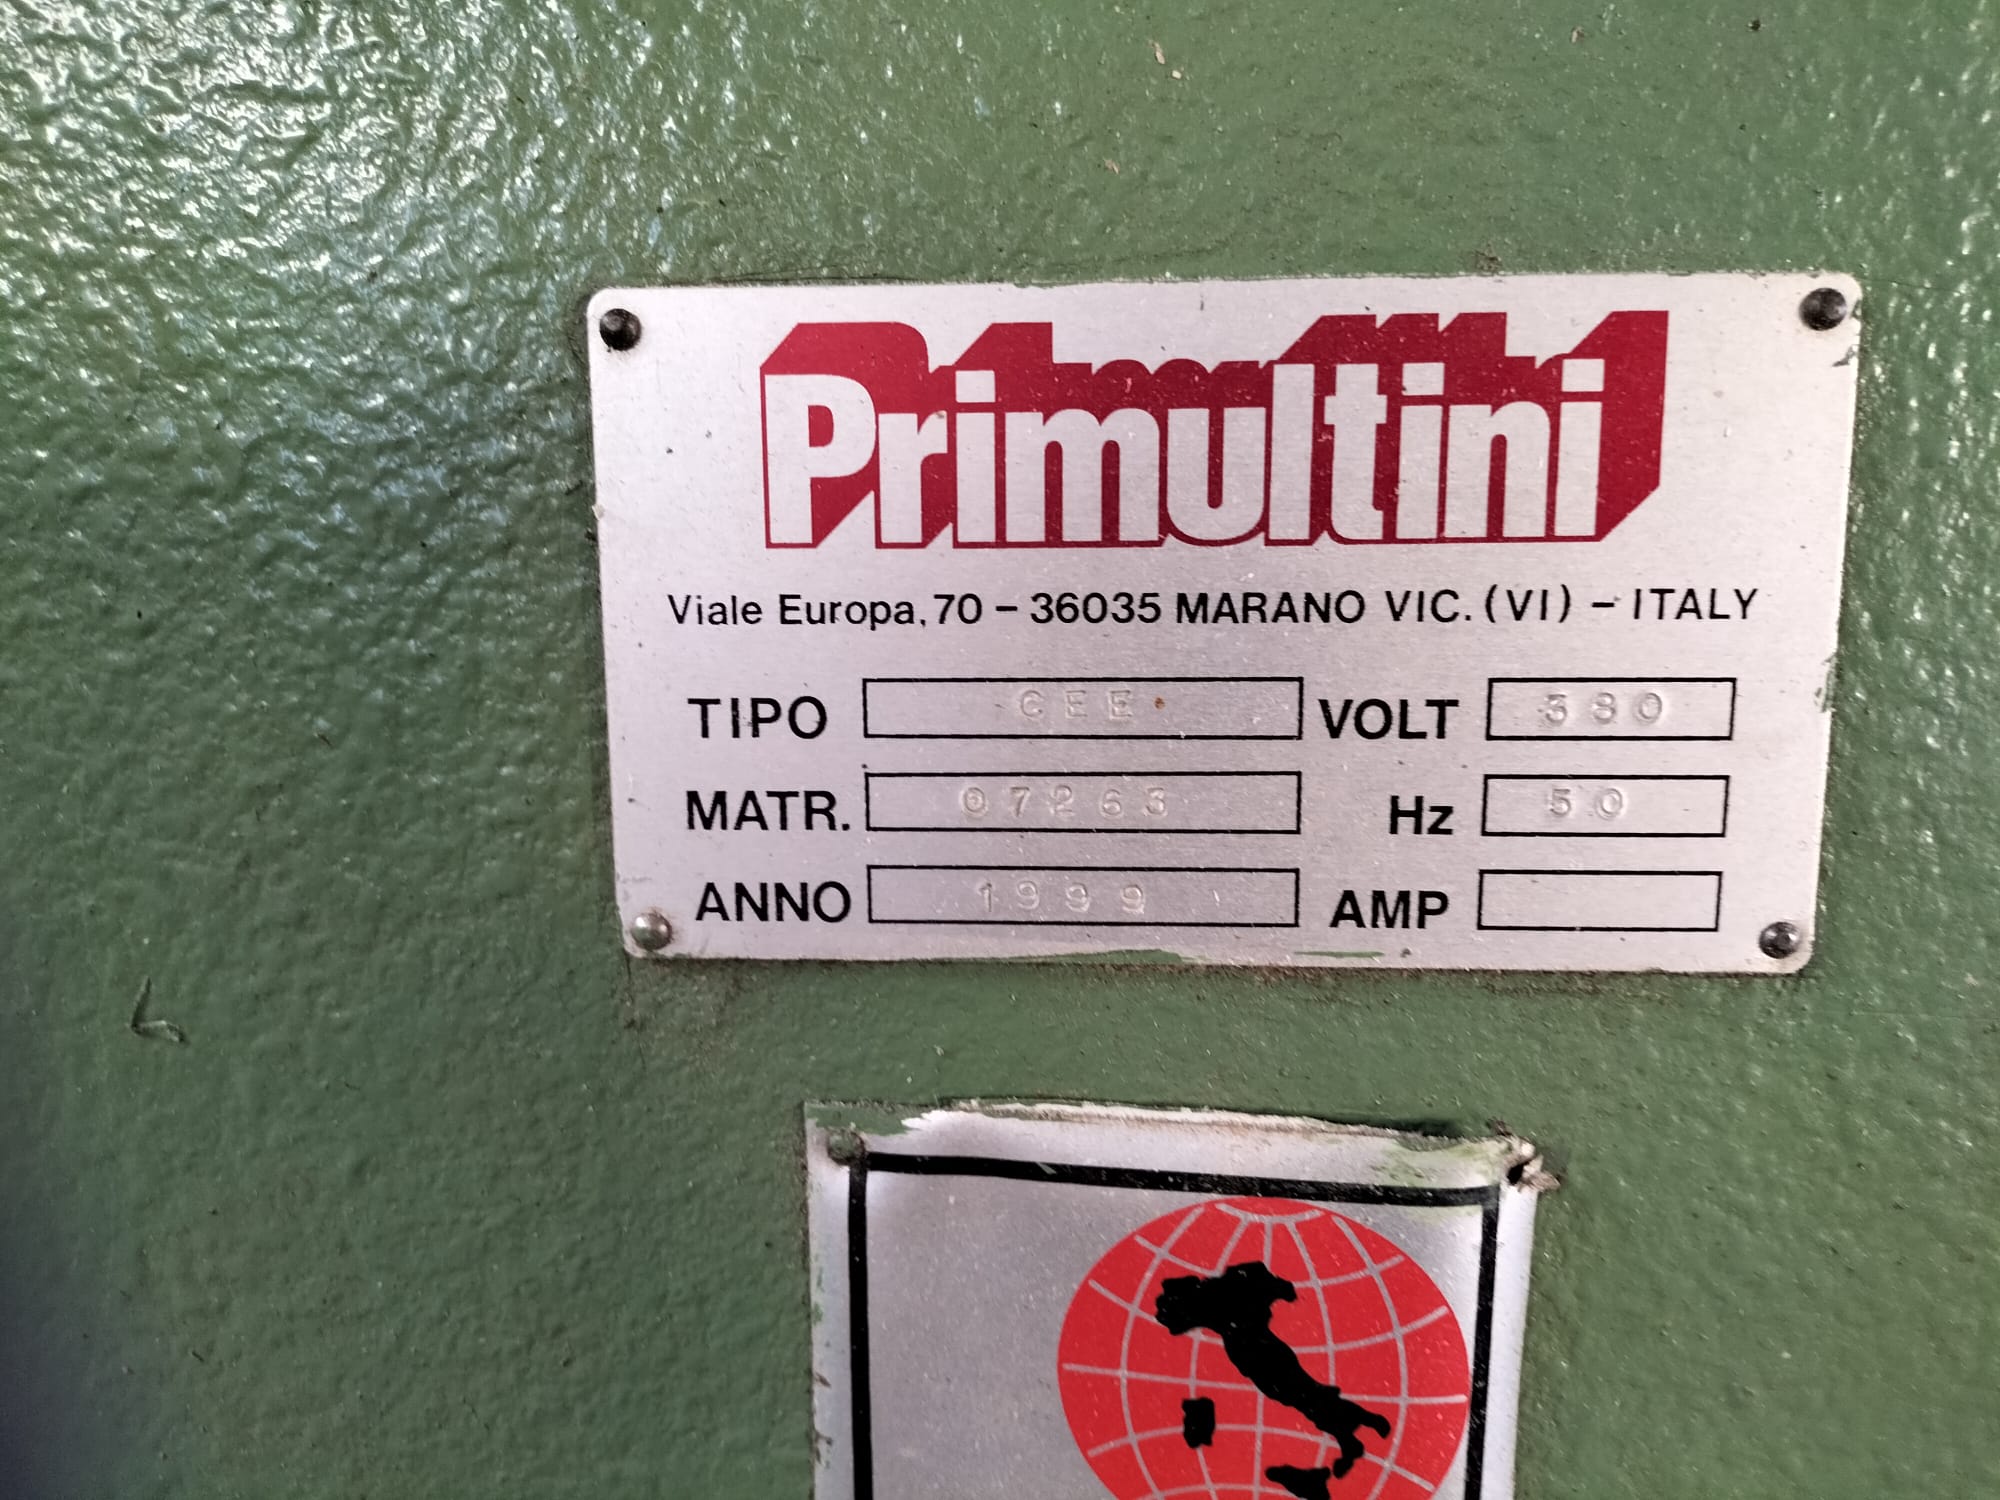 Primultini
Viale Europa, 70 – 36035 MARANO VIC. (VI) – ITALY
TIPO CEE VOLT 380
MATR. 07263 Hz 50
ANNO 1989 AMP